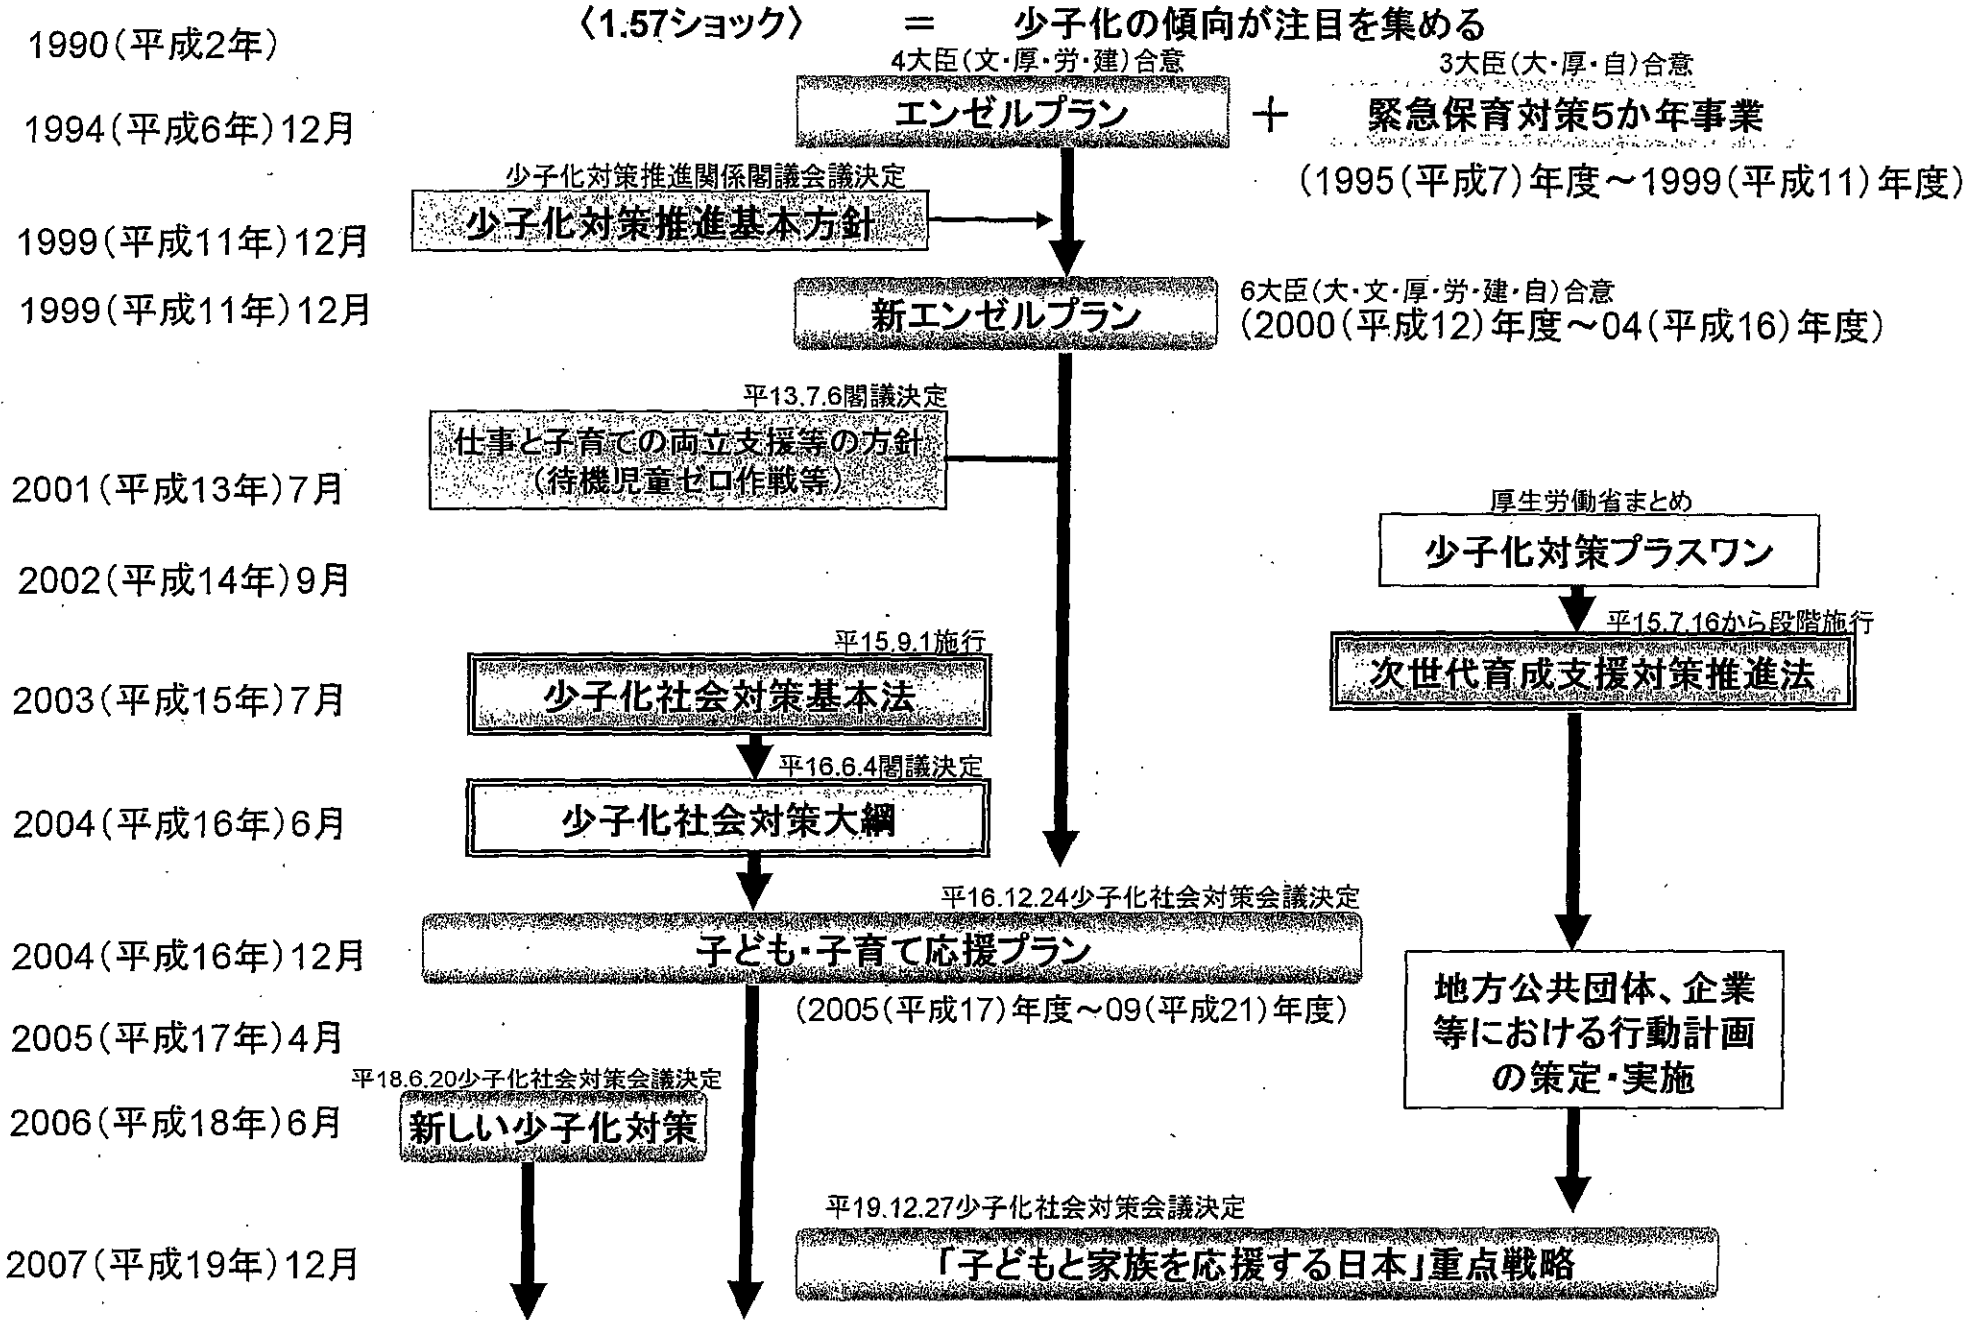 1990(平成2年)
〈1.57ショック〉 = 少子化の傾向が注目を集める
4大臣(文・厚・労・建)合意
3大臣(大・厚・自)合意
1994(平成6年)12月
エンゼルプラン
+
緊急保育対策5か年事業
(1995(平成7)年度～1999(平成11)年度)
少子化対策推進関係閣議会議決定
1999(平成11年)12月
少子化対策推進基本方針
1999(平成11年)12月
新エンゼルプラン
6大臣(大・文・厚・労・建・自)合意
(2000(平成12)年度～04(平成16)年度)
平13.7.6閣議決定
2001(平成13年)7月
仕事と子育ての両立支援等の方針
(待機児童ゼロ作戦等)
厚生労働省まとめ
2002(平成14年)9月
少子化対策プラスワン
平15.9.1施行
平15.7.16から段階施行
2003(平成15年)7月
少子化社会対策基本法
次世代育成支援対策推進法
平16.6.4閣議決定
2004(平成16年)6月
少子化社会対策大綱
平16.12.24少子化社会対策会議決定
2004(平成16年)12月
子ども・子育て応援プラン
(2005(平成17)年度～09(平成21)年度)
地方公共団体、企業
等における行動計画
の策定・実施
2005(平成17年)4月
平18.6.20少子化社会対策会議決定
2006(平成18年)6月
新しい少子化対策
平19.12.27少子化社会対策会議決定
2007(平成19年)12月
「子どもと家族を応援する日本」重点戦略